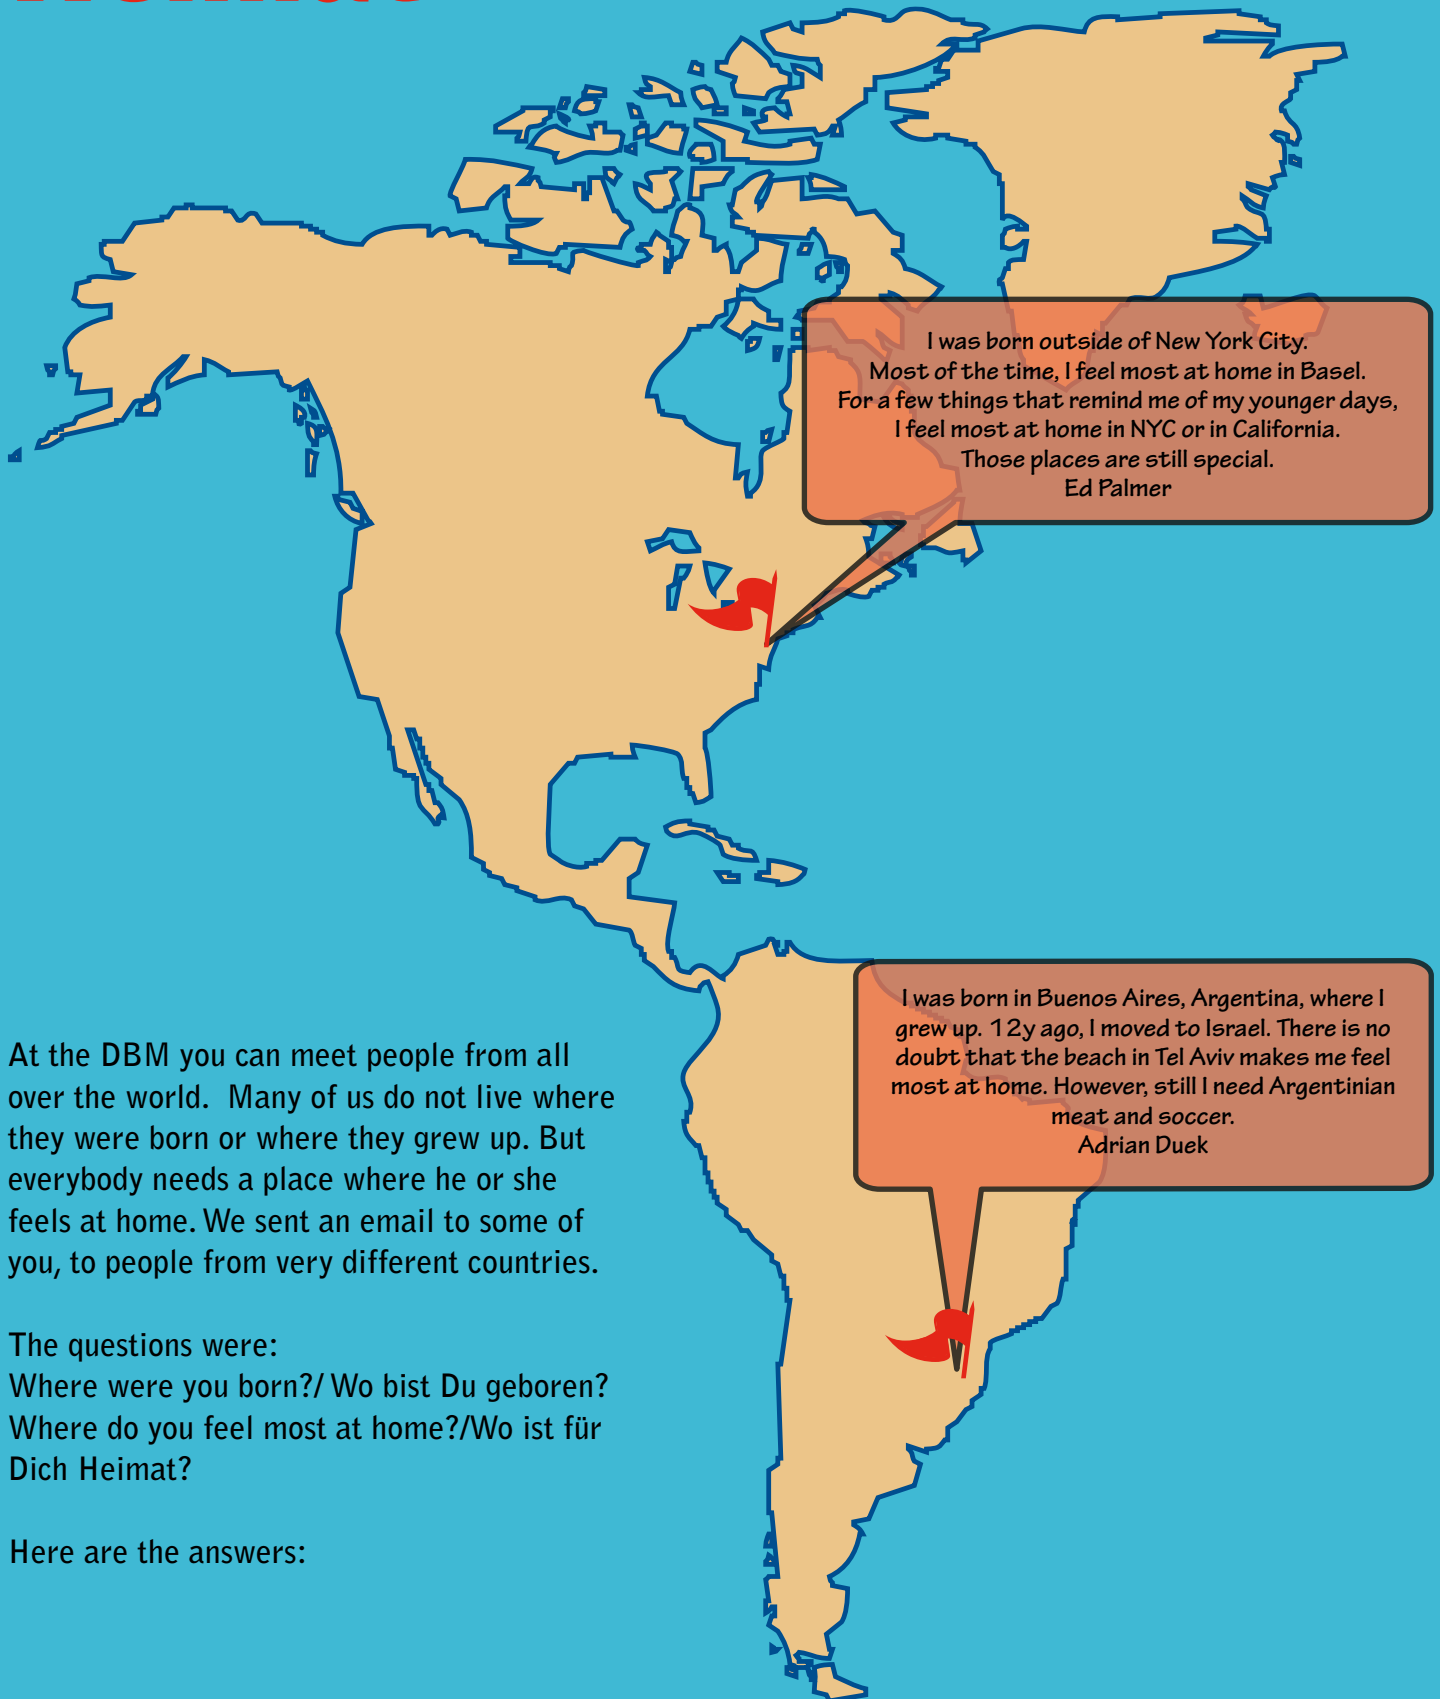 I was born outside of New York City.
Most of the time, I feel most at home in Basel.
For a few things that remind me of my younger days,
I feel most at home in NYC or in California.
Those places are still special.
Ed Palmer
I was born in Buenos Aires, Argentina, where I
grew up. 12y ago, I moved to Israel. There is no
doubt that the beach in Tel Aviv makes me feel
most at home. However, still I need Argentinian
meat and soccer.
Adrian Duek
At the DBM you can meet people from all
over the world.  Many of us do not live where
they were born or where they grew up. But
everybody needs a place where he or she
feels at home. We sent an email to some of
you, to people from very different countries.
The questions were:
Where were you born?/ Wo bist Du geboren?
Where do you feel most at home?/Wo ist für
Dich Heimat?
Here are the answers: